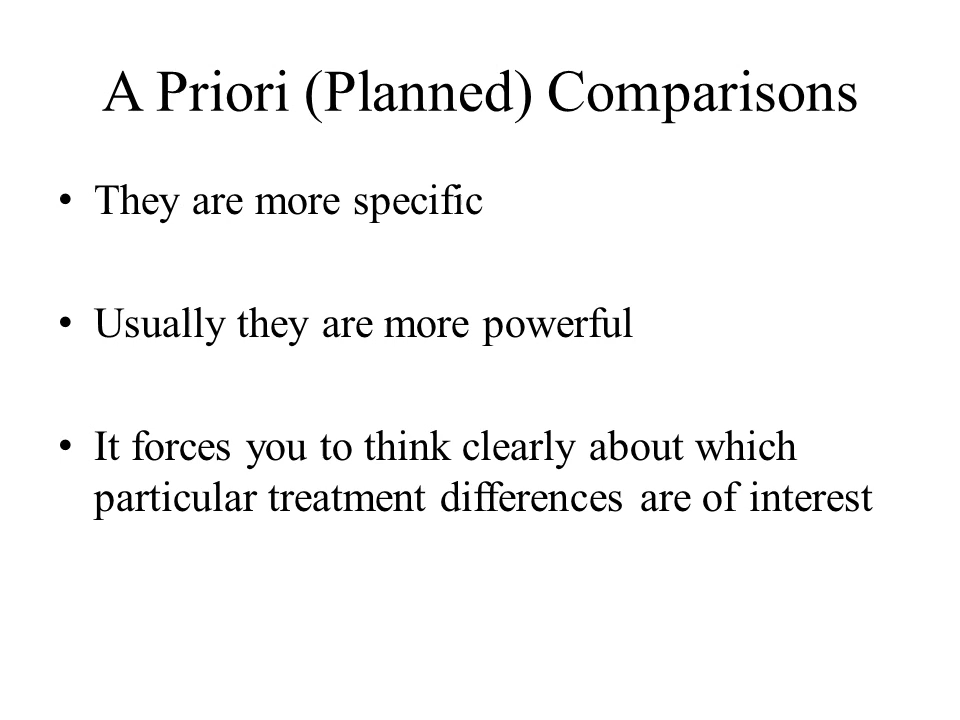 A Priori (Planned) Comparisons
• They are more specific
• Usually they are more powerful
• It forces you to think clearly about which
particular treatment differences are of interest